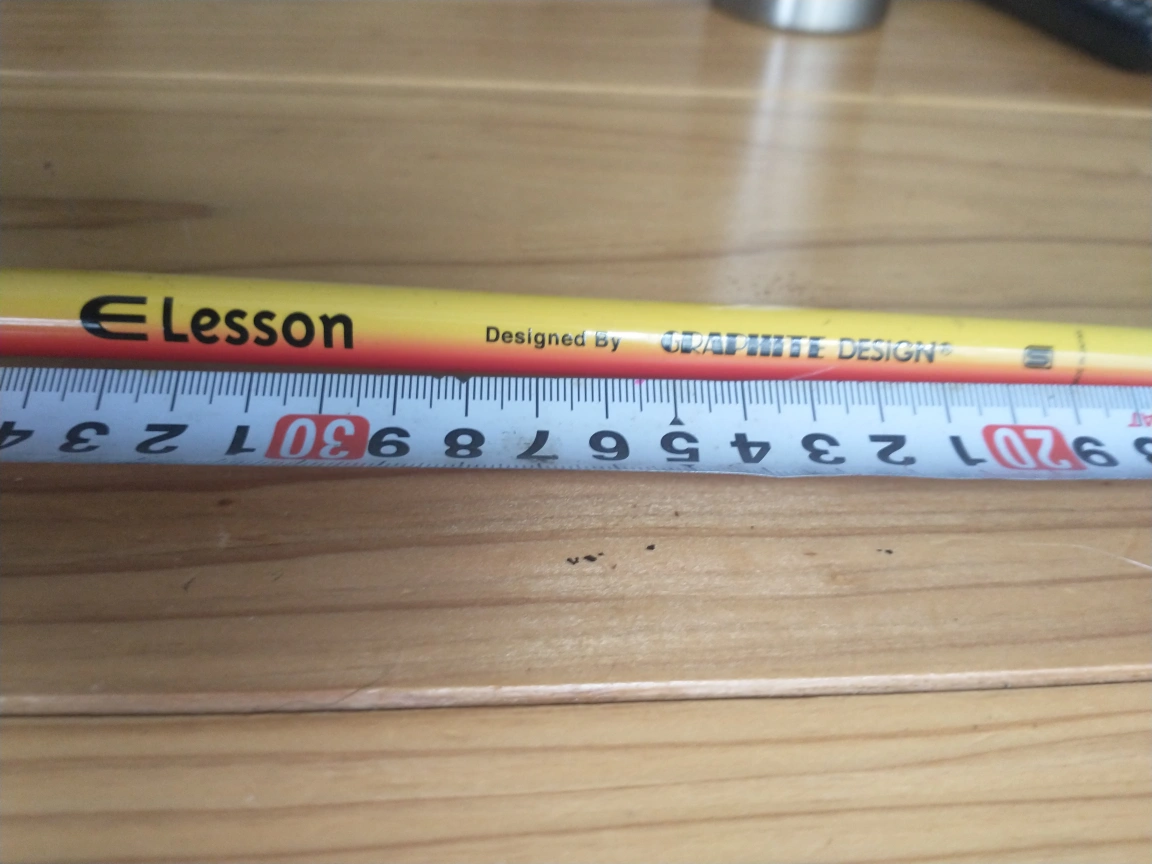 E Lesson Designed By GRAPHITE DESIGN® S
4 3 2 1 30 9 8 7 6 5 4 3 2 1 20 9 8